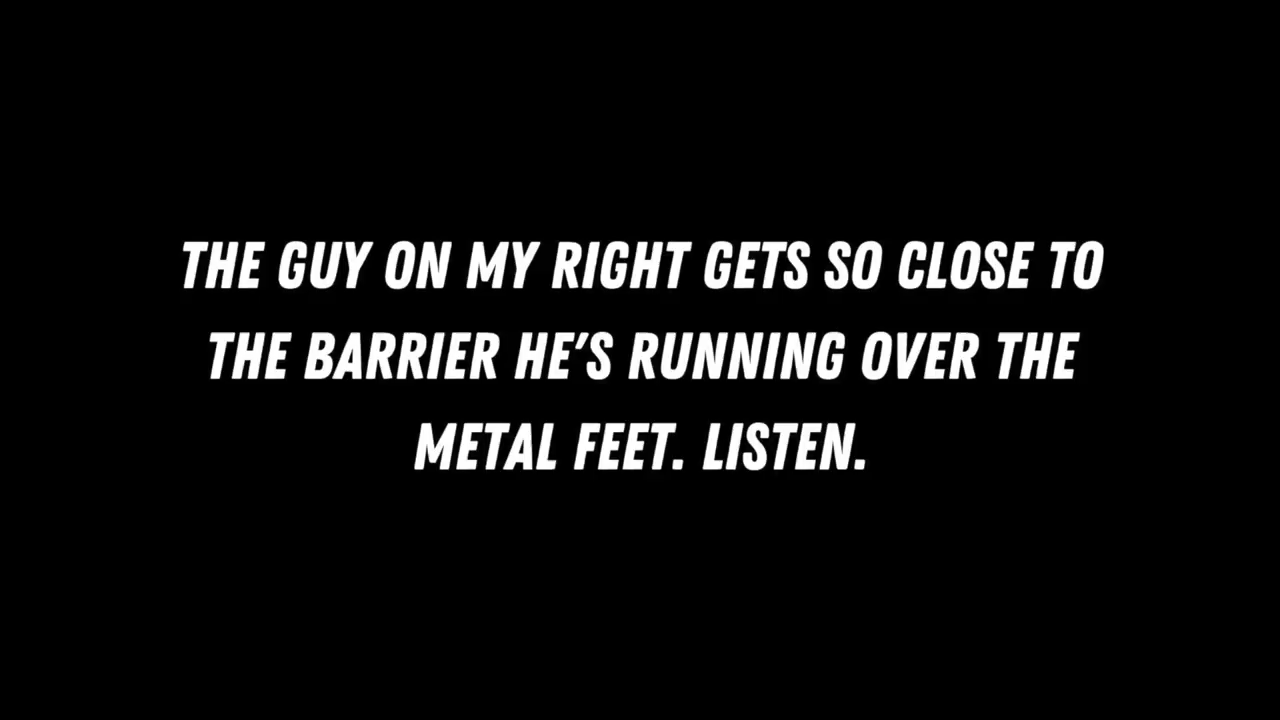 THE GUY ON MY RIGHT GETS SO CLOSE TO
THE BARRIER HE'S RUNNING OVER THE
METAL FEET. LISTEN.